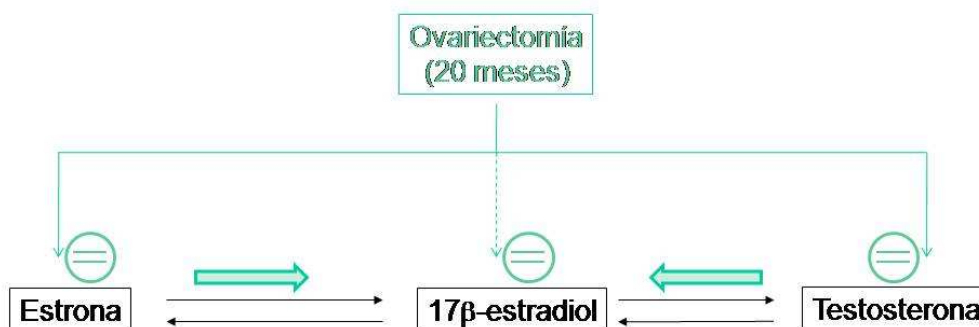 Ovariectomía
(20 meses)
Estrona
17β-estradiol
Testosterona